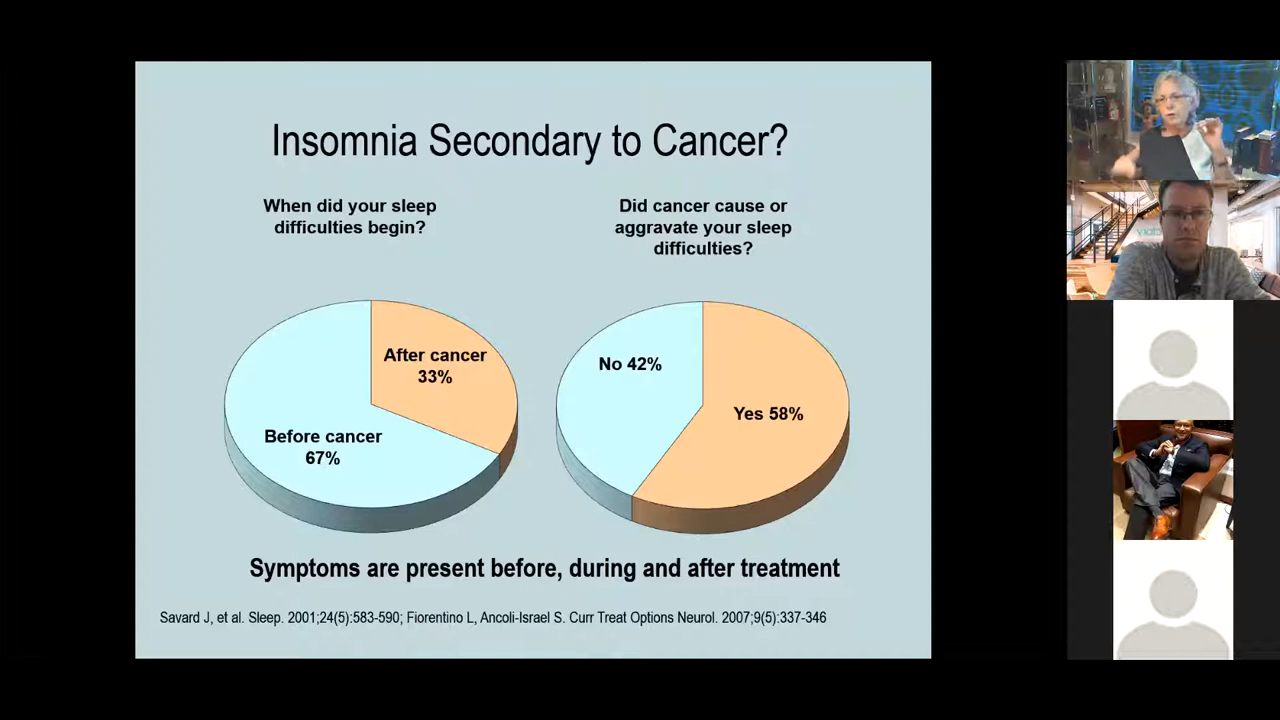 Insomnia Secondary to Cancer?
When did your sleep
difficulties begin?
Did cancer cause or
aggravate your sleep
difficulties?
After cancer
33%
Before cancer
67%
No 42%
Yes 58%
Symptoms are present before, during and after treatment
Savard J, et al. Sleep. 2001;24(5):583-590; Fiorentino L, Ancoli-Israel S. Curr Treat Options Neurol. 2007;9(5):337-346